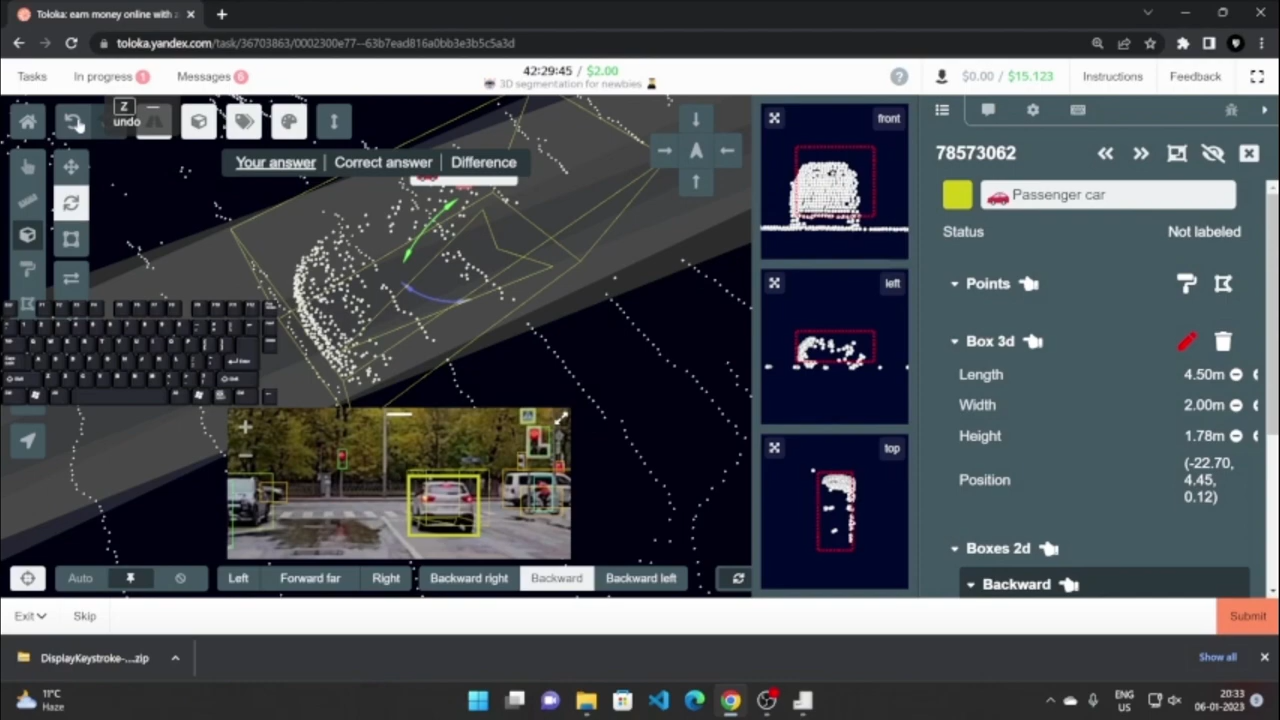 Toloka: earn money online with
toloka.yandex.com/task/36703863/0002300e77--63b7ead816a0bb3e3b5c5a3d
Tasks
In progress 1
Messages 6
42:29:45 / $2.00
3D segmentation for newbies
$0.00 / $15.123
Instructions
Feedback
Z
undo
Your answer | Correct answer | Difference
front
left
top
78573062
Passenger car
Status Not labeled
Points
Box 3d
Length 4.50m
Width 2.00m
Height 1.78m
Position (-22.70,
4.45,
0.12)
Boxes 2d
Backward
Auto
Left
Forward far
Right
Backward right
Backward
Backward left
Exit
Skip
Submit
DisplayKeystroke-....zip
Show all
11°C
Haze
ENG
US
20:33
06-01-2023